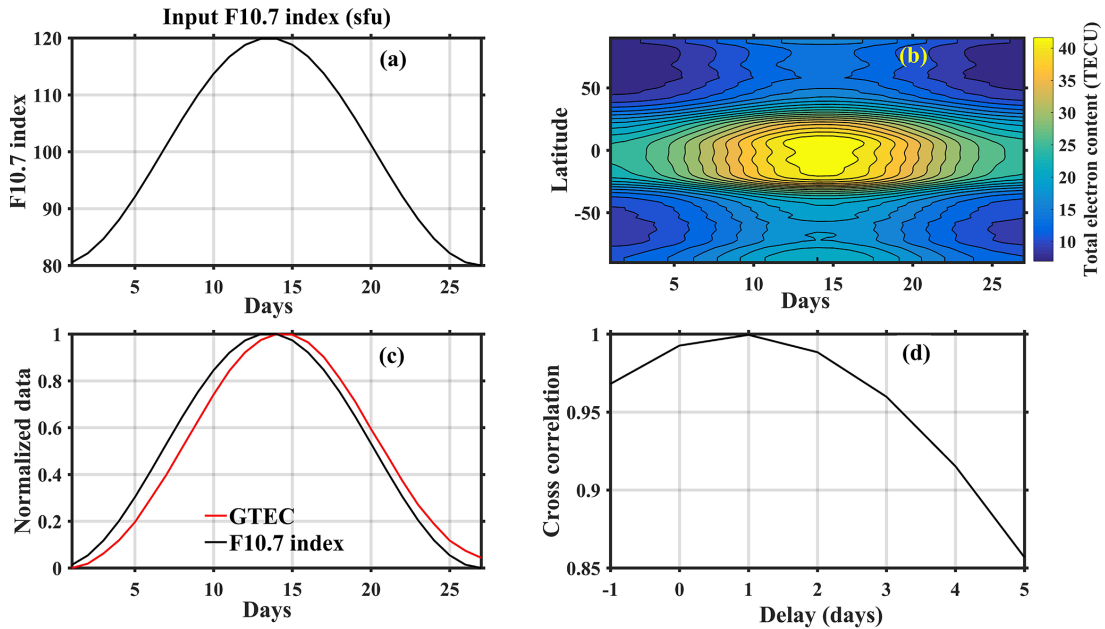 Input F10.7 index (sfu)
(a)
F10.7 index
120
110
100
90
80
5
10
15
20
25
Days
(b)
Latitude
50
0
-50
5
10
15
20
25
Days
40
35
30
25
20
15
10
Total electron content (TECU)
(c)
Normalized data
1
0.8
0.6
0.4
0.2
0
GTEC
F10.7 index
5
10
15
20
25
Days
(d)
Cross correlation
1
0.95
0.9
0.85
-1
0
1
2
3
4
5
Delay (days)